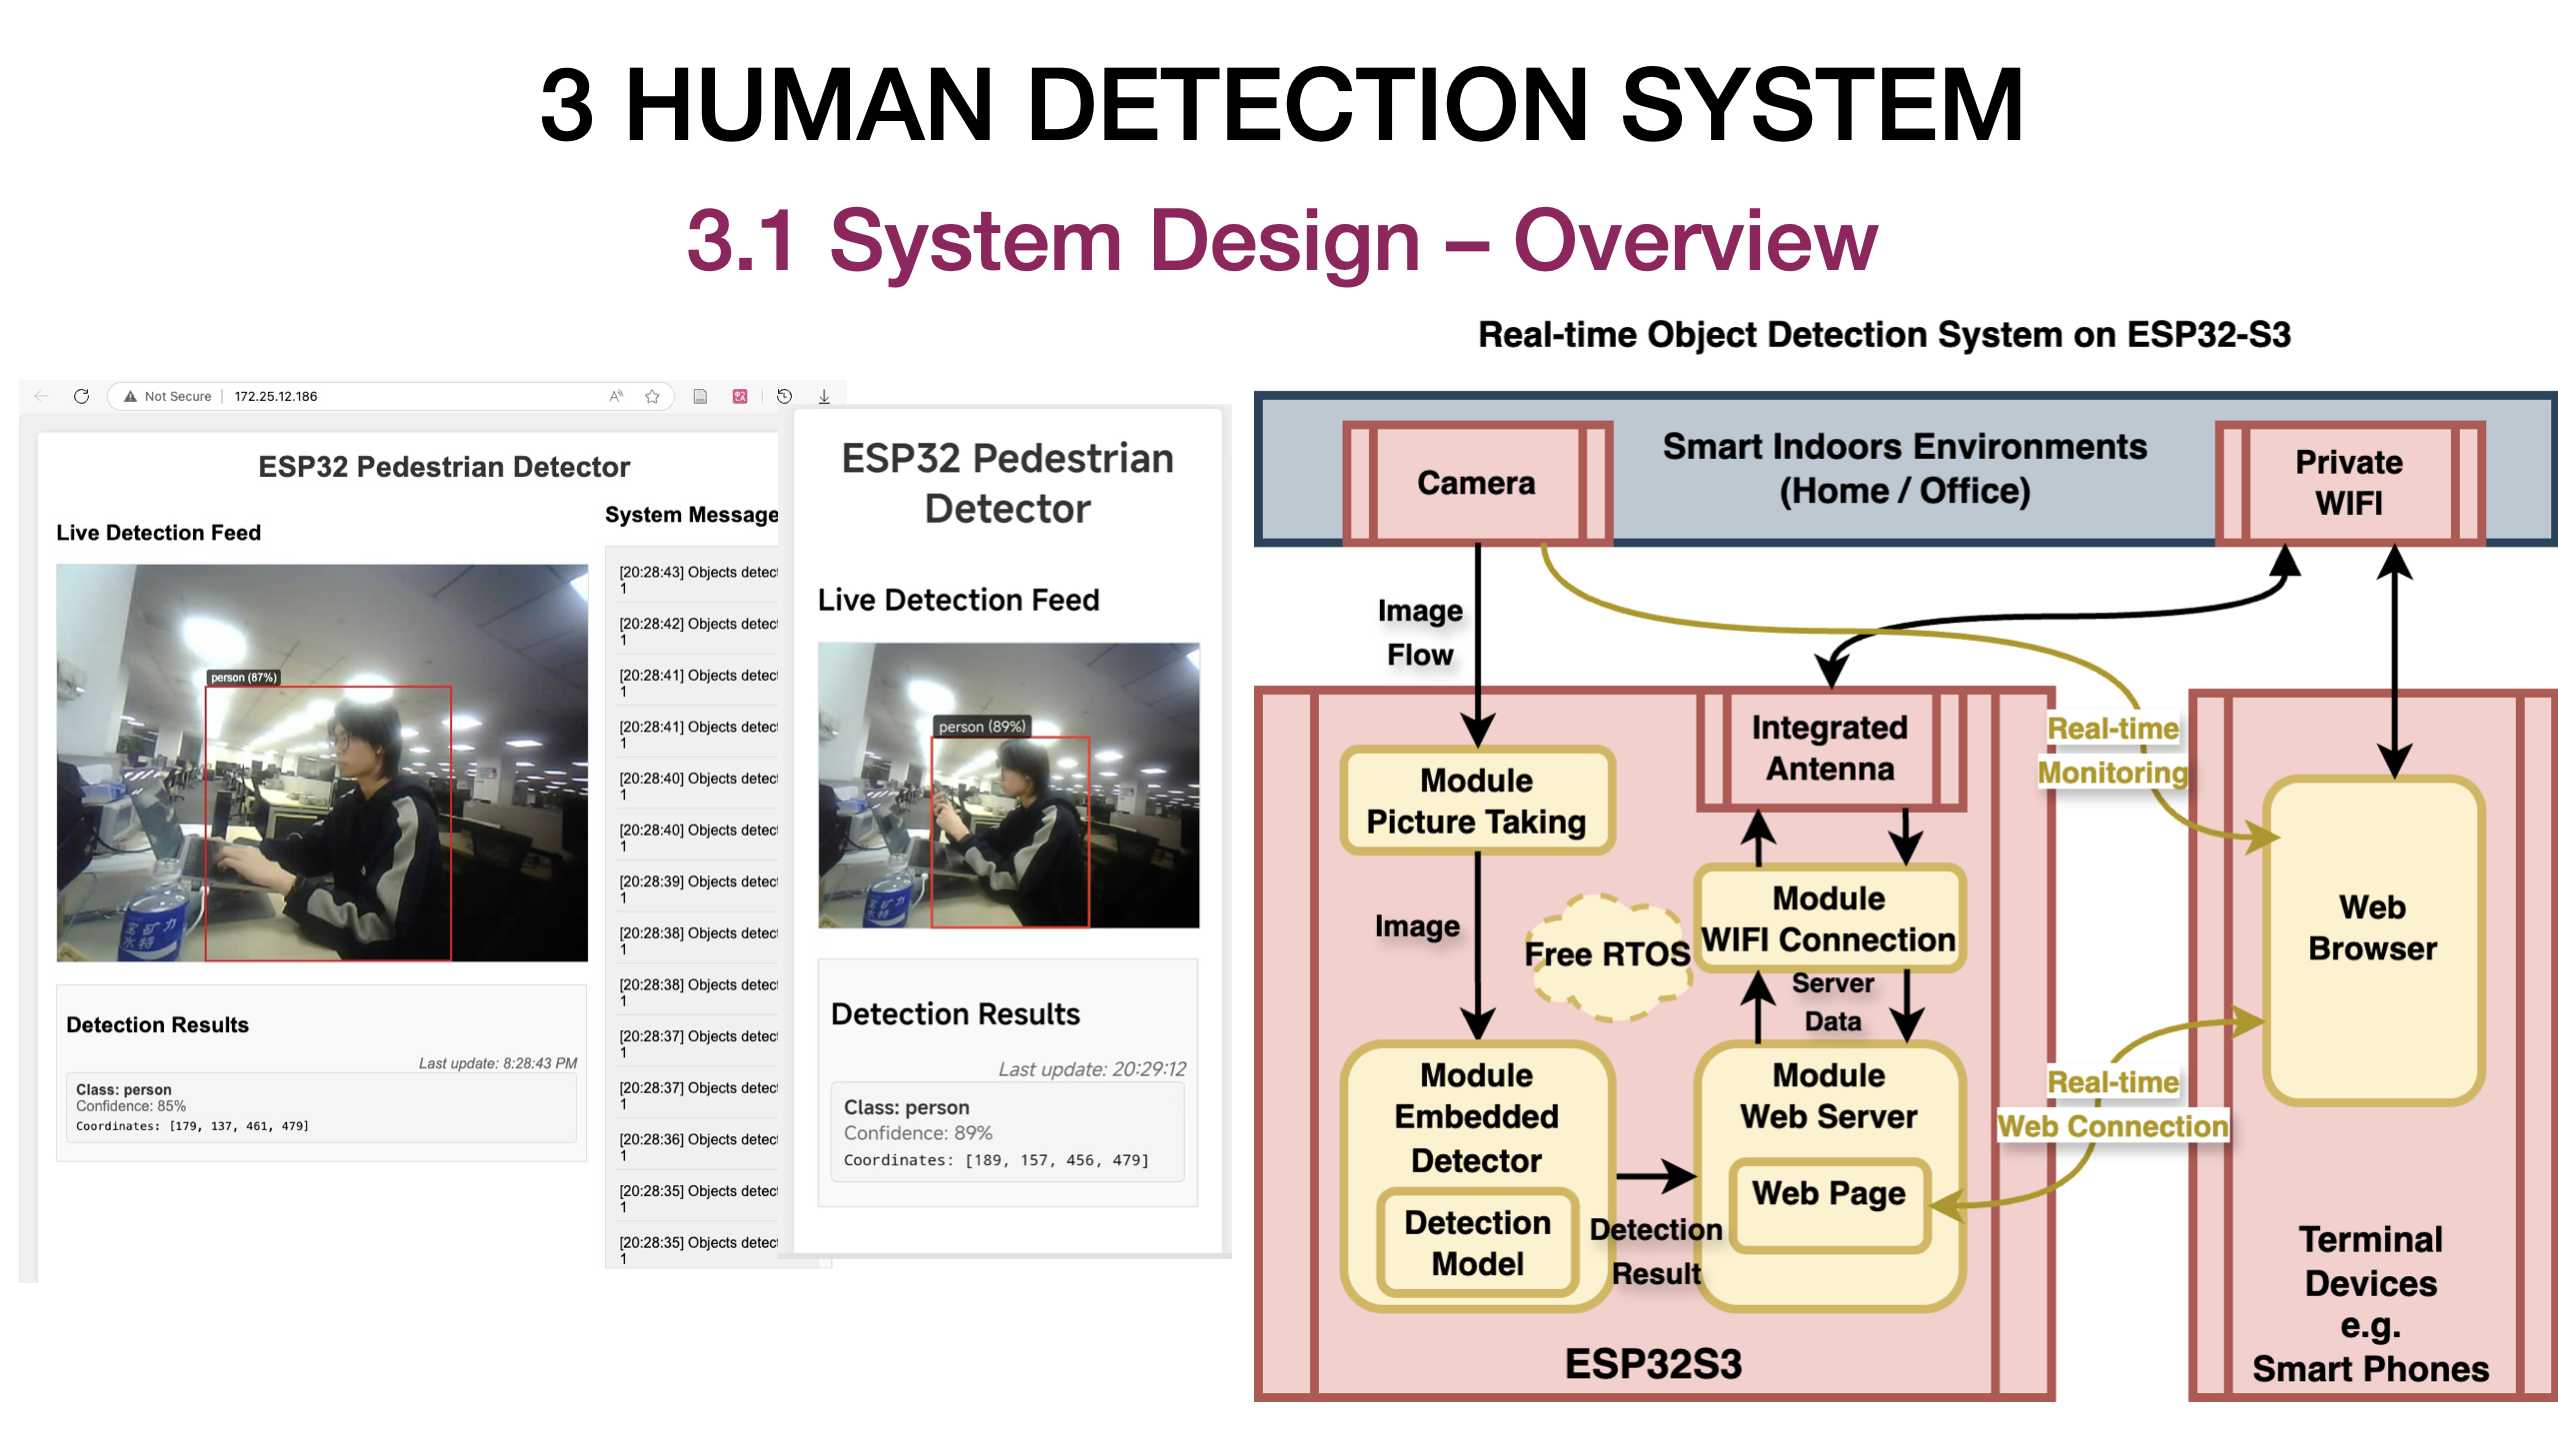 3 HUMAN DETECTION SYSTEM
3.1 System Design – Overview
Not Secure
172.25.12.186
ESP32 Pedestrian Detector
Live Detection Feed
person (87%)
宝矿力
水特
Detection Results
Last update: 8:28:43 PM
Class: person
Confidence: 85%
Coordinates: [179, 137, 461, 479]
System Message
[20:28:43] Objects detec
1
[20:28:42] Objects detec
1
[20:28:41] Objects detec
1
[20:28:41] Objects detec
1
[20:28:40] Objects detec
1
[20:28:40] Objects detec
1
[20:28:39] Objects detec
1
[20:28:38] Objects detec
1
[20:28:38] Objects detec
1
[20:28:37] Objects detec
1
[20:28:37] Objects detec
1
[20:28:36] Objects detec
1
[20:28:35] Objects detec
1
[20:28:35] Objects detec
1
ESP32 Pedestrian
Detector
Live Detection Feed
person (89%)
宝矿力
水特
Detection Results
Last update: 20:29:12
Class: person
Confidence: 89%
Coordinates: [189, 157, 456, 479]
Real-time Object Detection System on ESP32-S3
Camera
Smart Indoors Environments
(Home / Office)
Private
WIFI
Image
Flow
Module
Picture Taking
Integrated
Antenna
Real-time
Monitoring
Image
Free RTOS
Module
WIFI Connection
Server
Data
Web
Browser
Module
Embedded
Detector
Detection
Model
Detection
Result
Module
Web Server
Web Page
Real-time
Web Connection
ESP32S3
Terminal
Devices
e.g.
Smart Phones